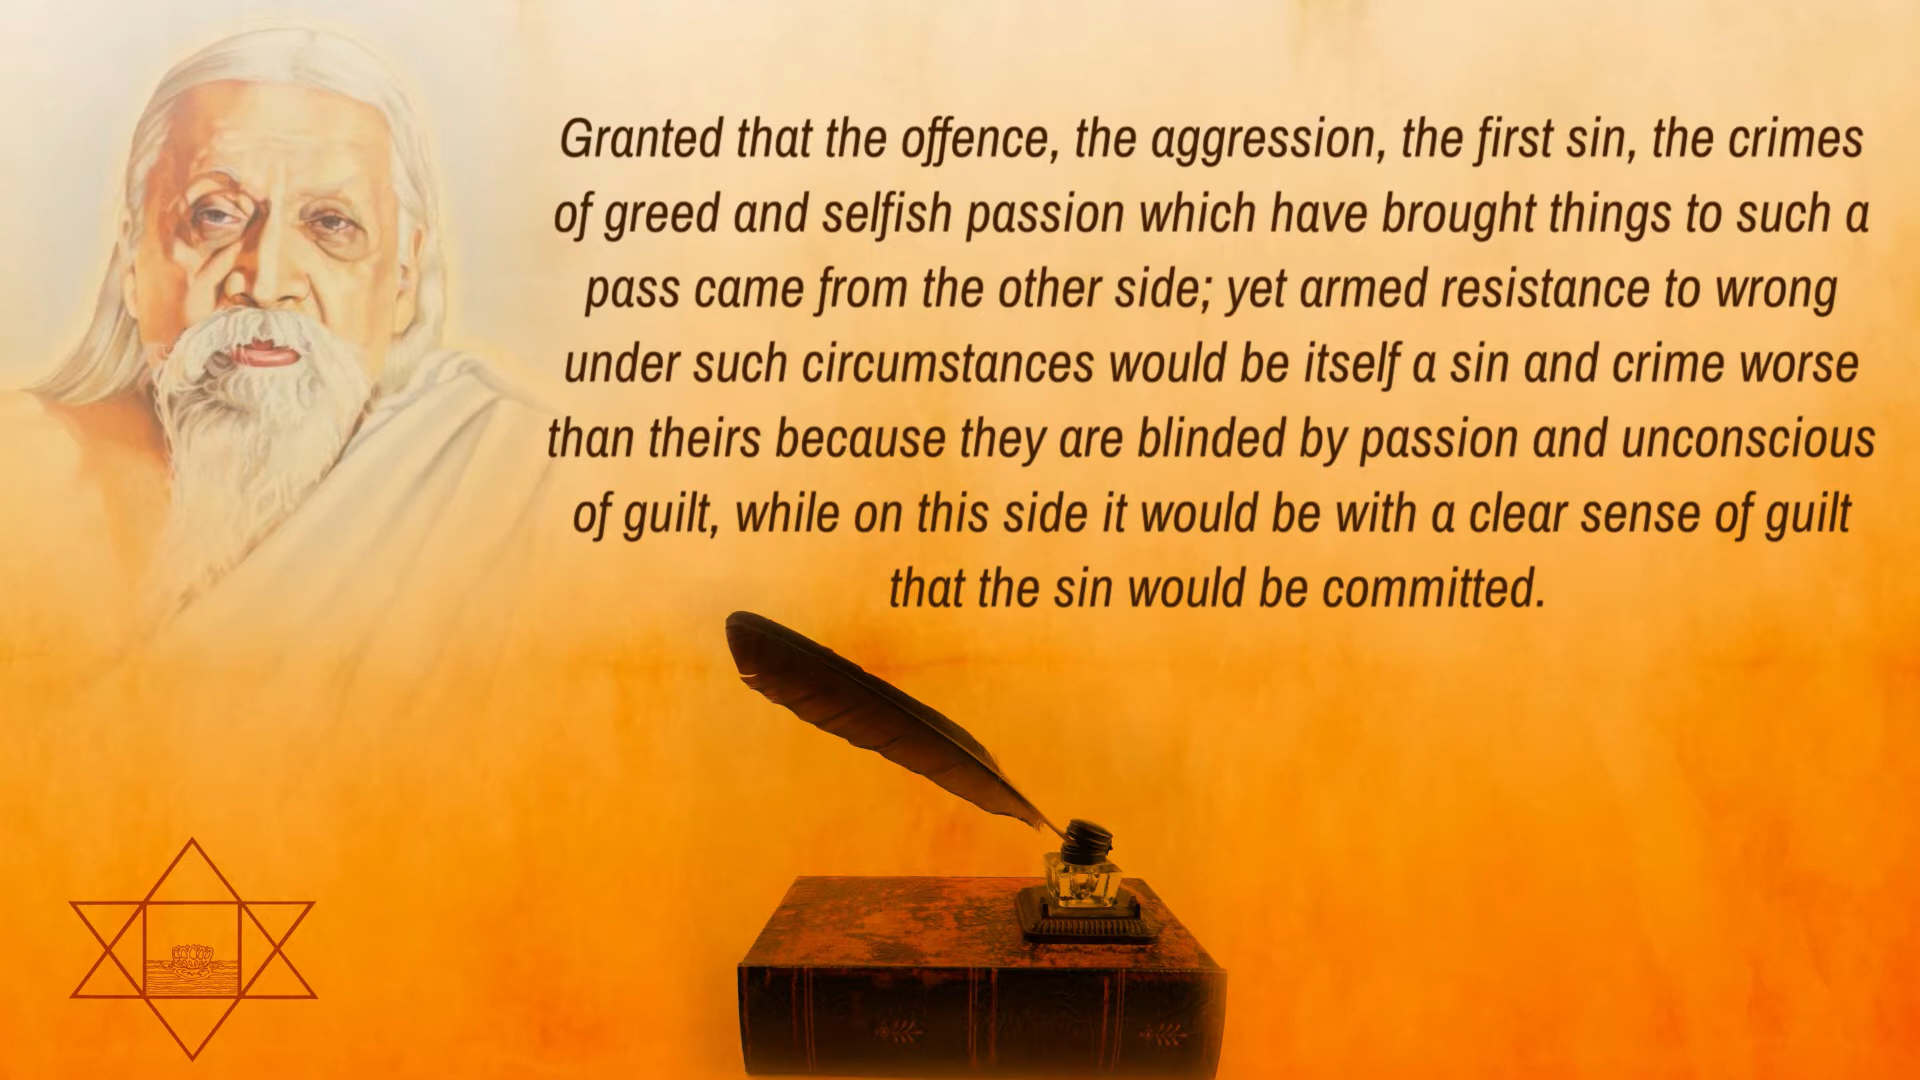 Granted that the offence, the aggression, the first sin, the crimes
of greed and selfish passion which have brought things to such a
pass came from the other side; yet armed resistance to wrong
under such circumstances would be itself a sin and crime worse
than theirs because they are blinded by passion and unconscious
of guilt, while on this side it would be with a clear sense of guilt
that the sin would be committed.